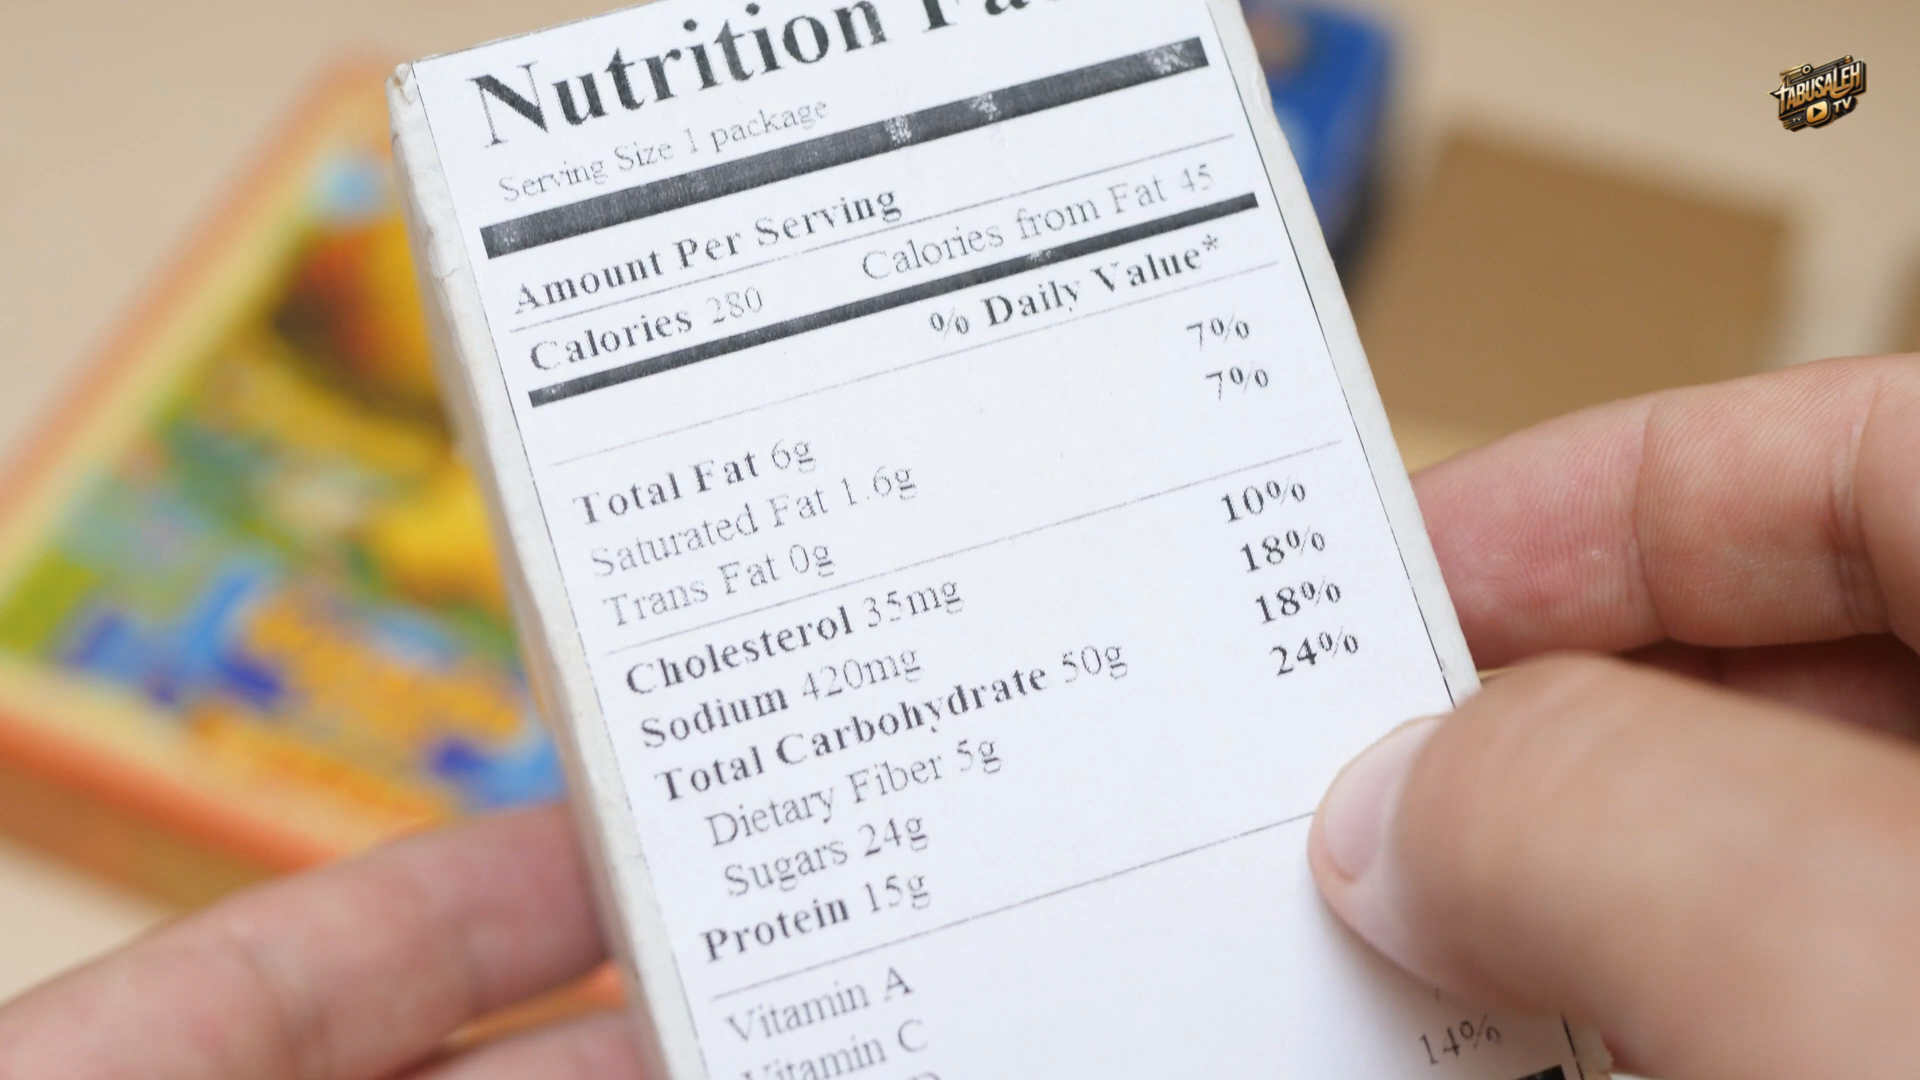 Nutrition
Serving Size 1 package
Amount Per Serving
Calories 280 Calories from Fat 45
% Daily Value*
7%
7%
Total Fat 6g
Saturated Fat 1.6g
Trans Fat 0g
10%
18%
18%
24%
Cholesterol 35mg
Sodium 420mg
Total Carbohydrate 50g
Dietary Fiber 5g
Sugars 24g
Protein 15g
Vitamin A
Vitamin C
14%
TABUSALEH
TV